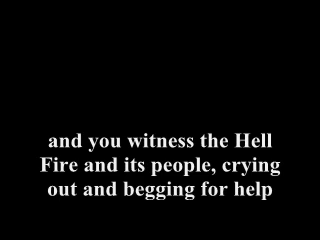 and you witness the Hell
Fire and its people, crying
out and begging for help